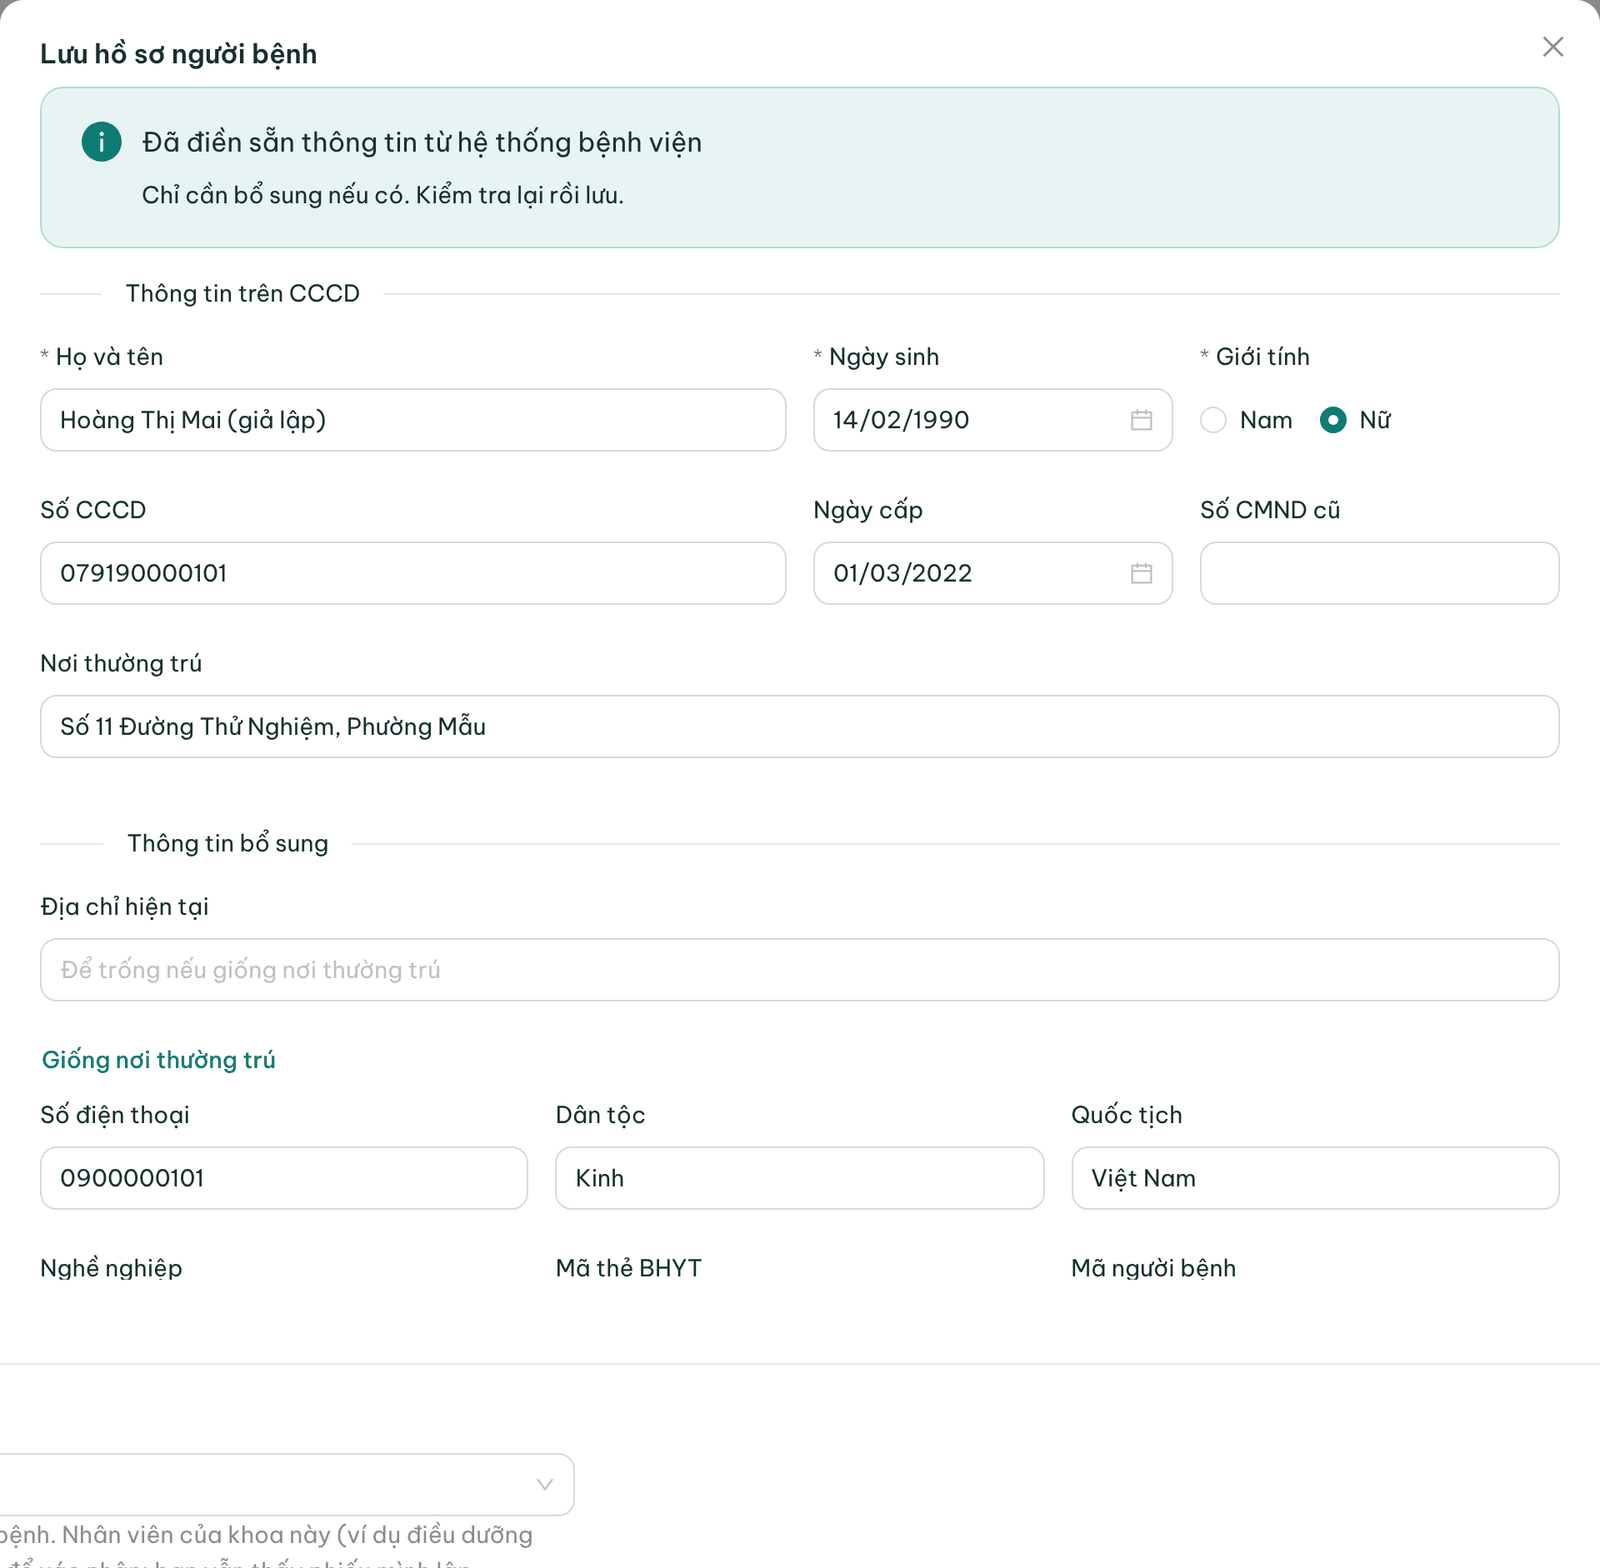 Lưu hồ sơ người bệnh
Đã điền sẵn thông tin từ hệ thống bệnh viện
Chỉ cần bổ sung nếu có. Kiểm tra lại rồi lưu.
Thông tin trên CCCD
* Họ và tên
* Ngày sinh
* Giới tính
Hoàng Thị Mai (giả lập)
14/02/1990
Nam
Nữ
Số CCCD
Ngày cấp
Số CMND cũ
079190000101
01/03/2022
Nơi thường trú
Số 11 Đường Thử Nghiệm, Phường Mẫu
Thông tin bổ sung
Địa chỉ hiện tại
Để trống nếu giống nơi thường trú
Giống nơi thường trú
Số điện thoại
Dân tộc
Quốc tịch
0900000101
Kinh
Việt Nam
Nghề nghiệp
Mã thẻ BHYT
Mã người bệnh
bệnh. Nhân viên của khoa này (ví dụ điều dưỡng